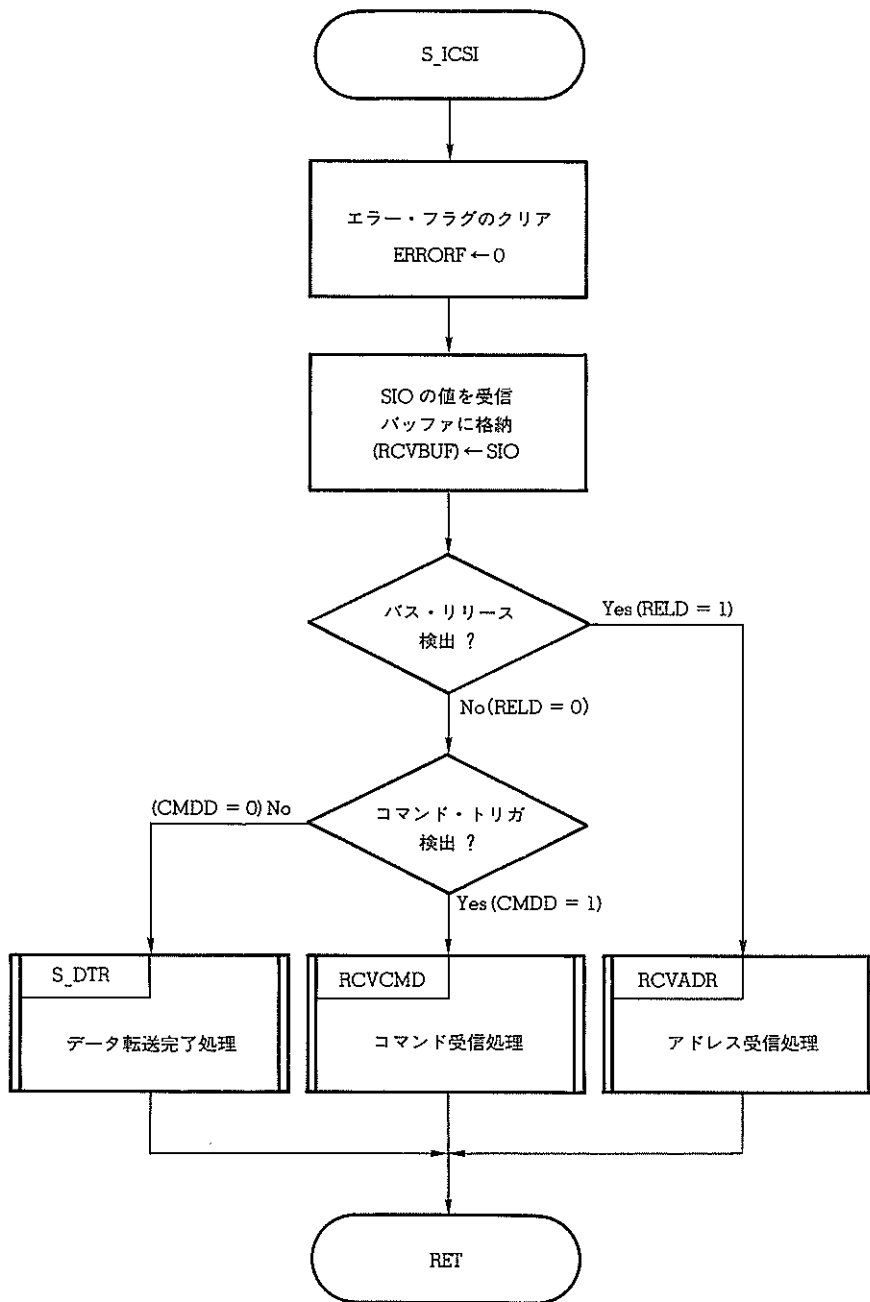 S_ICSI
エラー・フラグのクリア
ERRORF ← 0
SIO の値を受信
バッファに格納
(RCVBUF) ← SIO
バス・リリース
検出 ?
Yes (RELD = 1)
No (RELD = 0)
コマンド・トリガ
検出 ?
(CMDD = 0) No
Yes (CMDD = 1)
S_DTR
データ転送完了処理
RCVCMD
コマンド受信処理
RCVADR
アドレス受信処理
RET